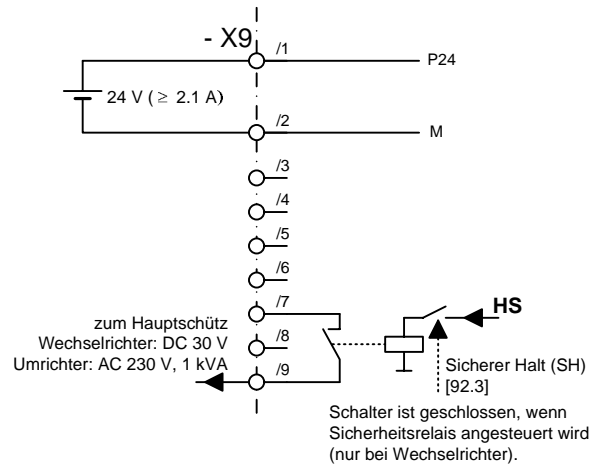 - X9
/1
P24
24 V ( ≥ 2.1 A)
/2
M
/3
/4
/5
/6
/7
zum Hauptschütz
Wechselrichter: DC 30 V
Umrichter: AC 230 V, 1 kVA
/8
/9
HS
Sicherer Halt (SH)
[92.3]
Schalter ist geschlossen, wenn
Sicherheitsrelais angesteuert wird
(nur bei Wechselrichter).